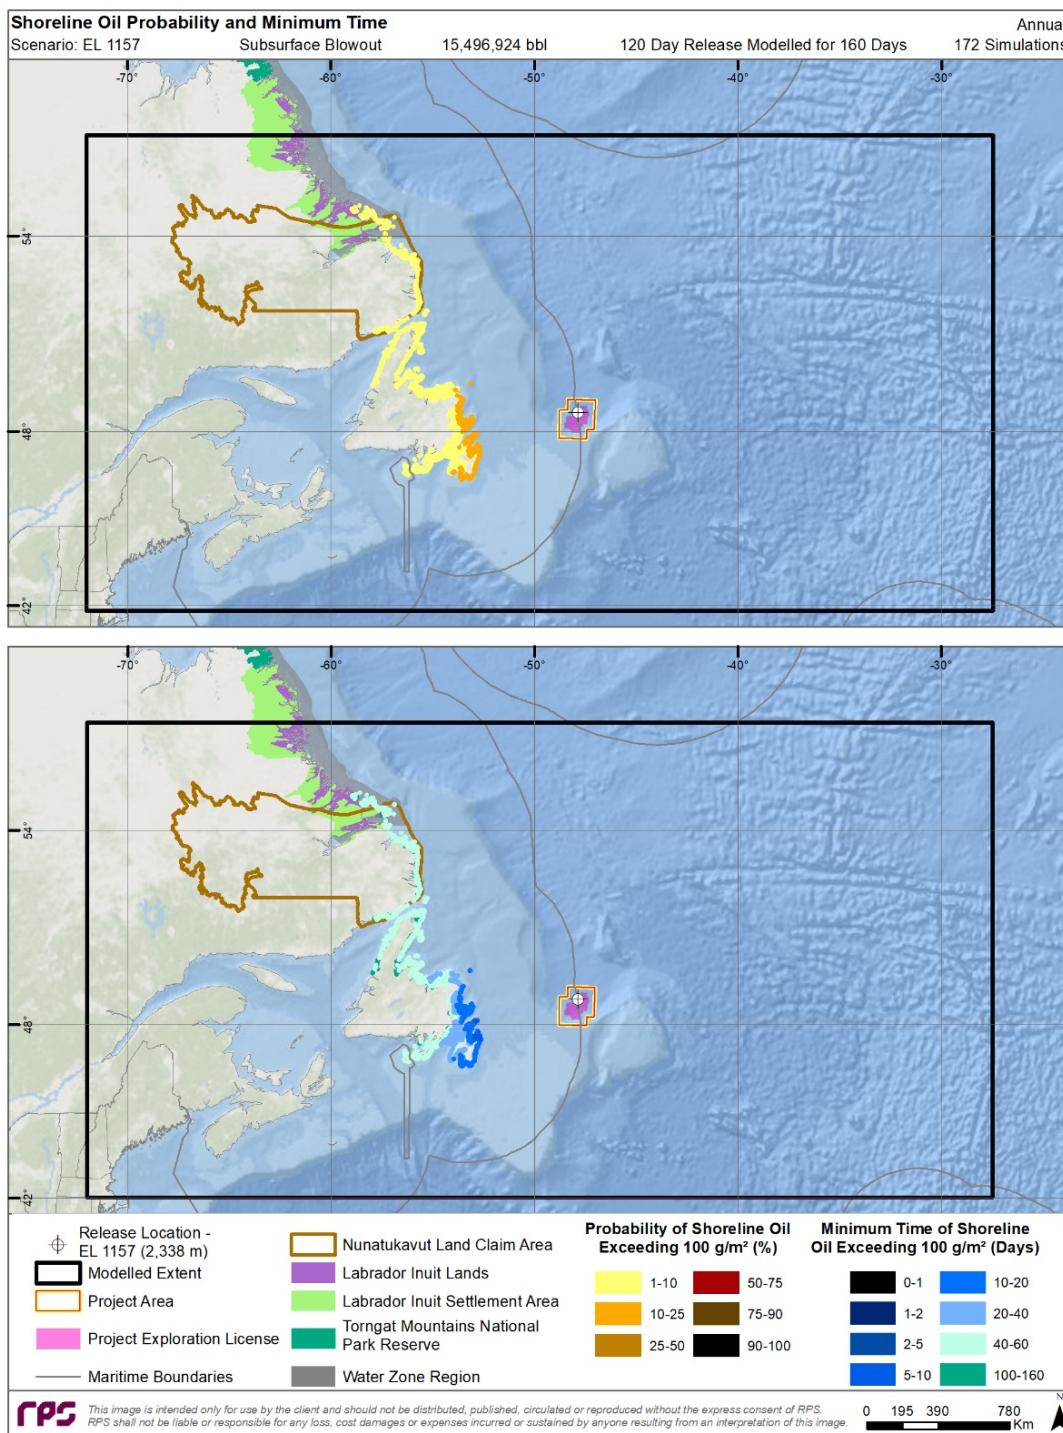 Shoreline Oil Probability and Minimum Time
Annual
Scenario: EL 1157 Subsurface Blowout 15,496,924 bbl 120 Day Release Modelled for 160 Days 172 Simulations
-70° -60° -50° -40° -30°
54°
48°
42°
-70° -60° -50° -40° -30°
54°
48°
42°
Release Location -
EL 1157 (2,338 m)
Modelled Extent
Project Area
Project Exploration License
Maritime Boundaries
Nunatukavut Land Claim Area
Labrador Inuit Lands
Labrador Inuit Settlement Area
Torngat Mountains National
Park Reserve
Water Zone Region
Probability of Shoreline Oil
Exceeding 100 g/m² (%)
1-10 50-75
10-25 75-90
25-50 90-100
Minimum Time of Shoreline
Oil Exceeding 100 g/m² (Days)
0-1 10-20
1-2 20-40
2-5 40-60
5-10 100-160
rps
This image is intended only for use by the client and should not be distributed, published, circulated or reproduced without the express consent of RPS.
RPS shall not be liable or responsible for any loss, cost damages or expenses incurred or sustained by anyone resulting from an interpretation of this image.
0 195 390 780
Km
N